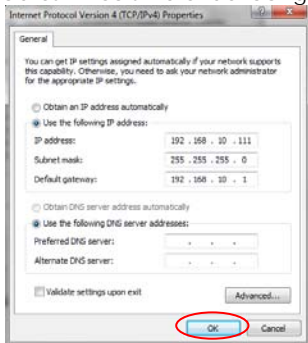 Internet Protocol Version 4 (TCP/IPv4) Properties
General
You can get IP settings assigned automatically if your network supports
this capability. Otherwise, you need to ask your network administrator
for the appropriate IP settings.
Obtain an IP address automatically
Use the following IP address:
IP address: 192 . 168 . 10 . 111
Subnet mask: 255 . 255 . 255 . 0
Default gateway: 192 . 168 . 10 . 1
Obtain DNS server address automatically
Use the following DNS server addresses:
Preferred DNS server: . . .
Alternate DNS server: . . .
Validate settings upon exit
Advanced...
OK Cancel